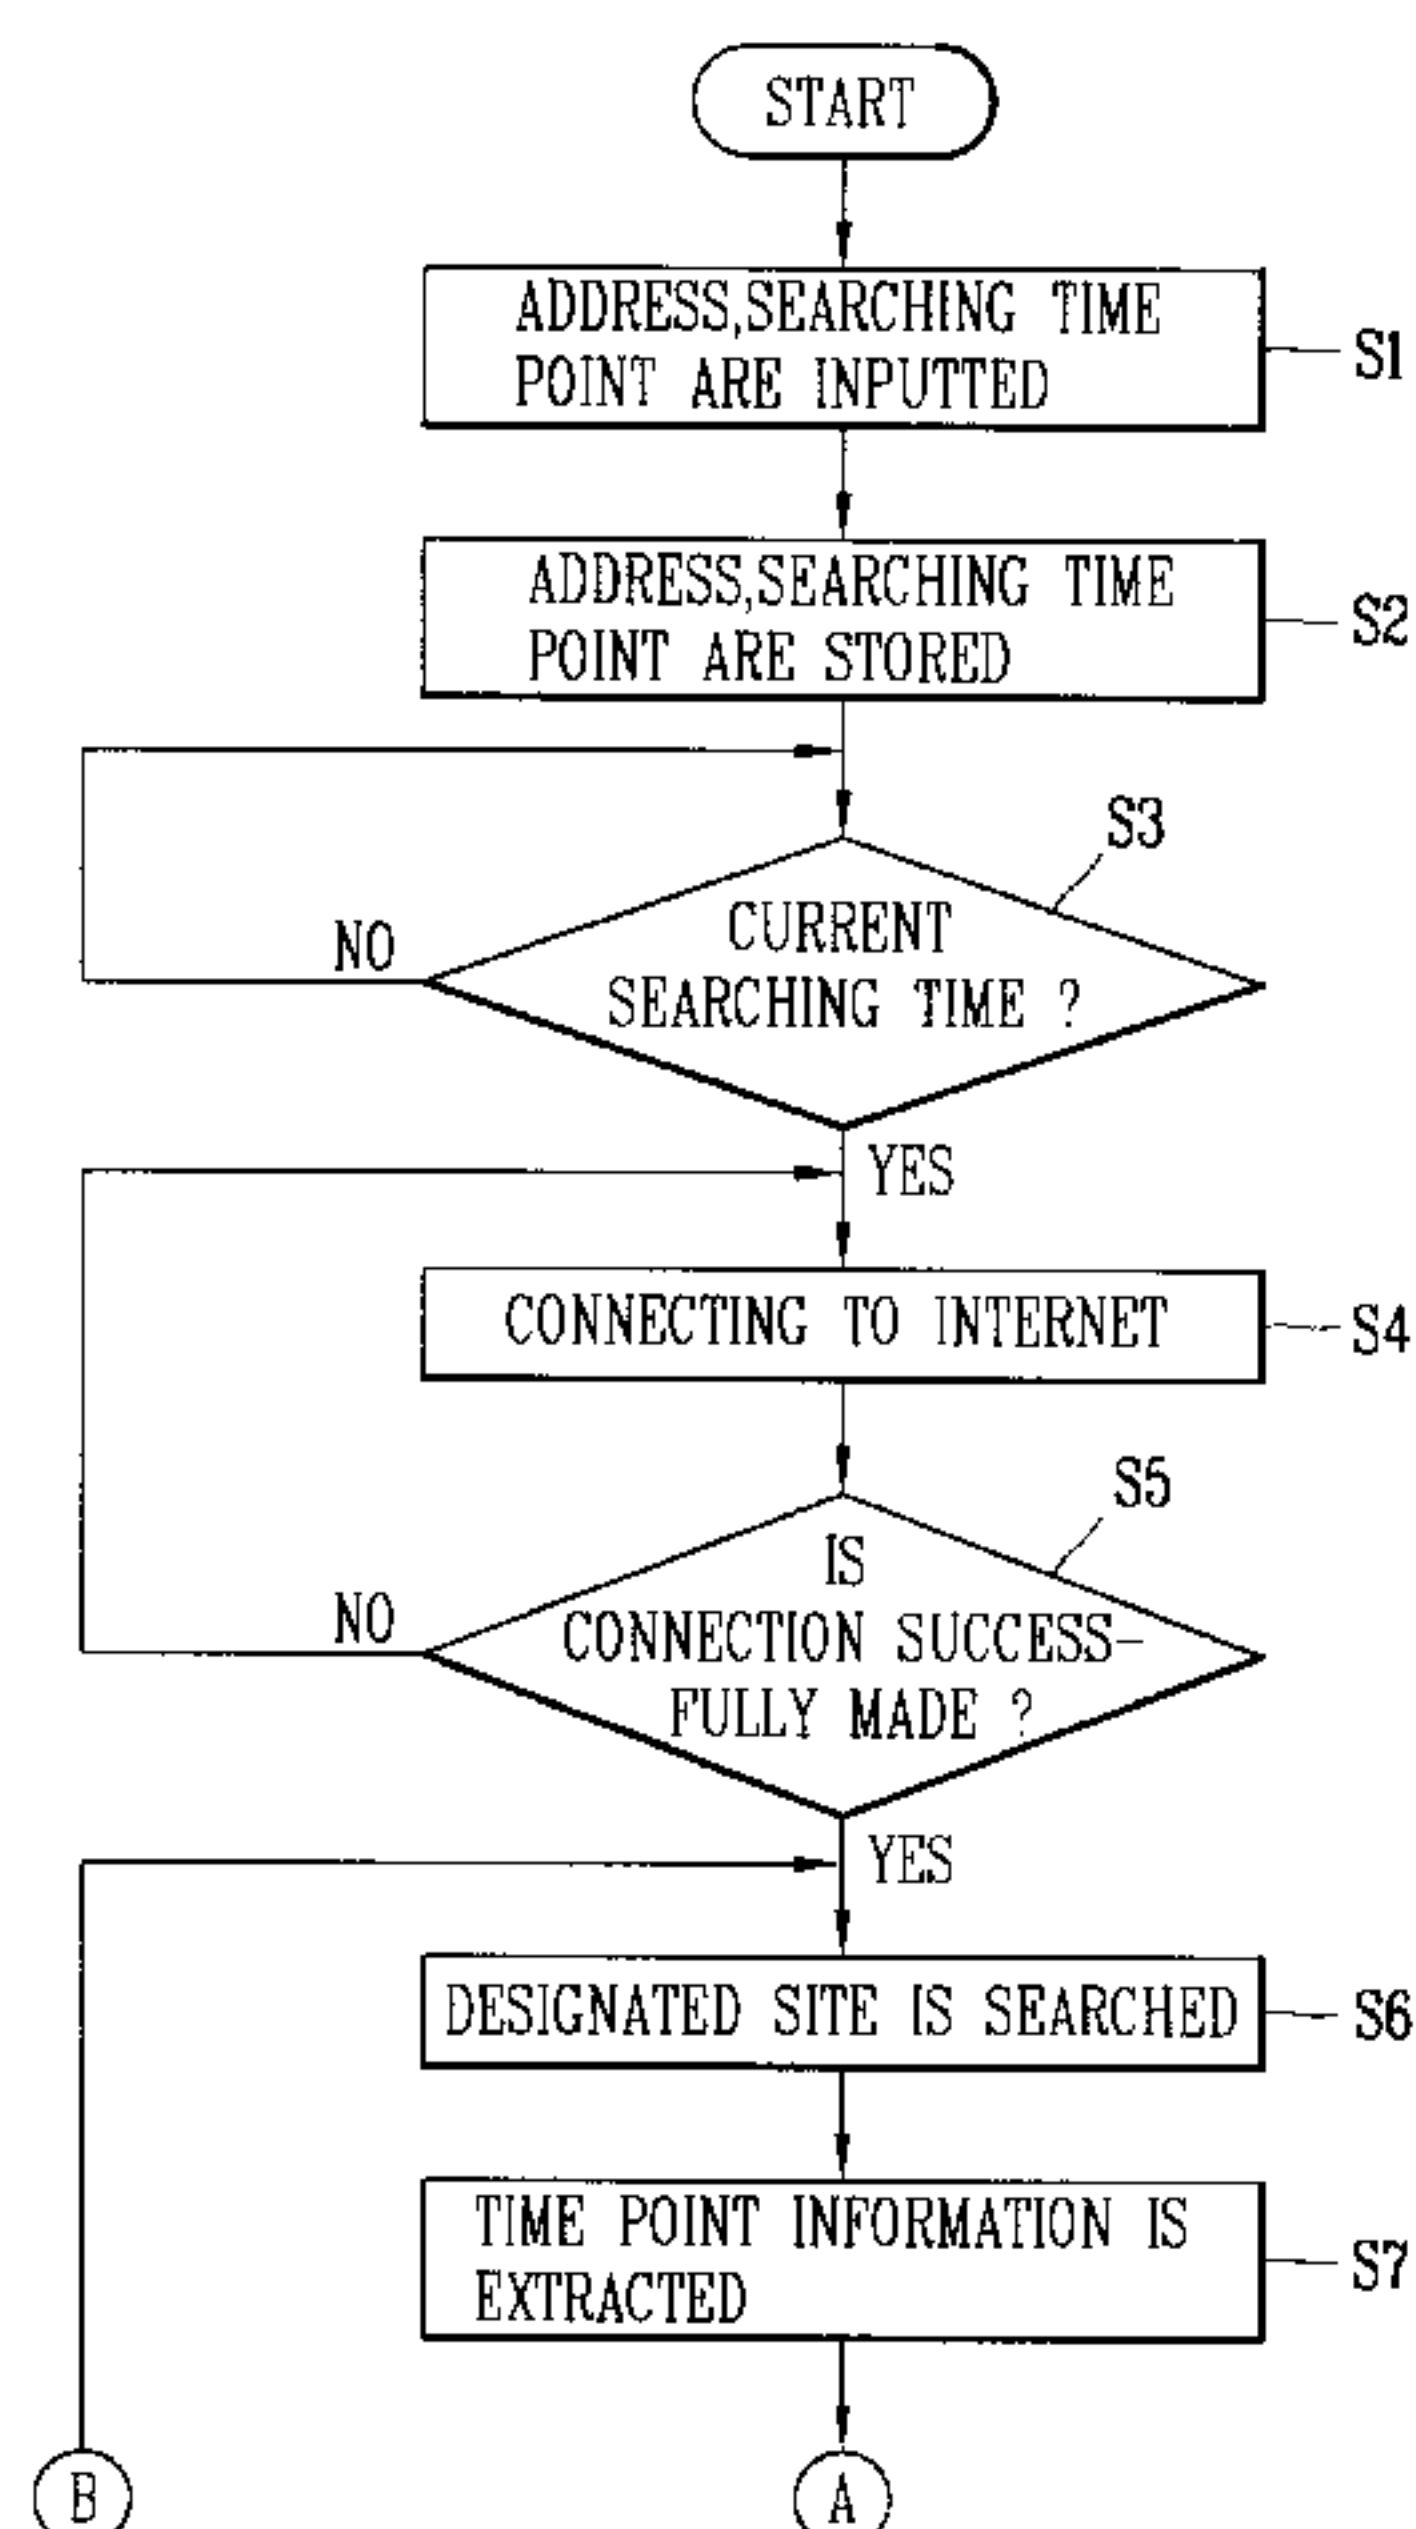 START
ADDRESS,SEARCHING TIME
POINT ARE INPUTTED
S1
ADDRESS,SEARCHING TIME
POINT ARE STORED
S2
S3
CURRENT
SEARCHING TIME ?
NO
YES
CONNECTING TO INTERNET
S4
S5
IS
CONNECTION SUCCESS-
FULLY MADE ?
NO
YES
DESIGNATED SITE IS SEARCHED
S6
TIME POINT INFORMATION IS
EXTRACTED
S7
B
A